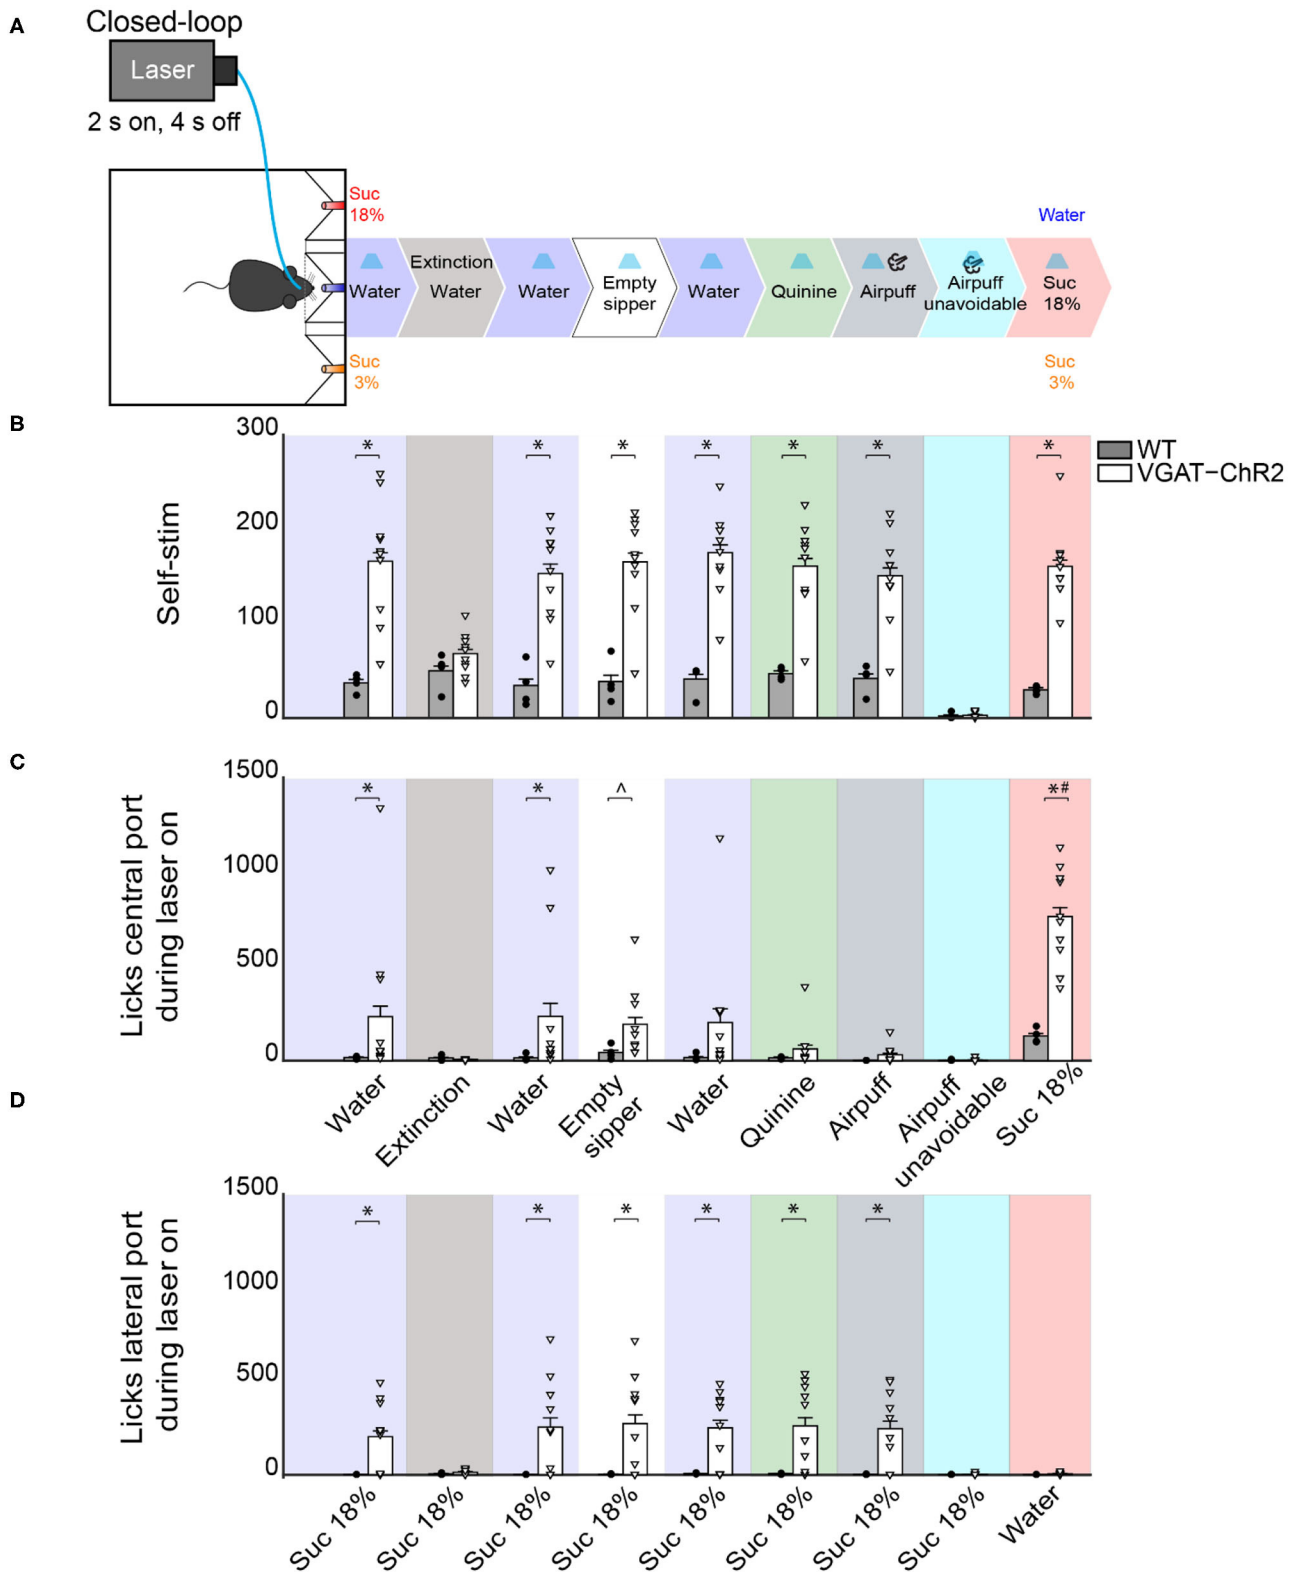 A
Closed-loop
Laser
2 s on, 4 s off
Suc
18%
Water
Water
Extinction
Water
Water
Empty
sipper
Water
Quinine
Airpuff
Airpuff
unavoidable
Suc
18%
Suc
3%
Suc
3%
B
300
200
100
0
Self-stim
* * * * * * *
WT
VGAT−ChR2
C
1500
1000
500
0
Licks central port
during laser on
* * ^ *#
Water
Extinction
Water
Empty
sipper
Water
Quinine
Airpuff
Airpuff
unavoidable
Suc 18%
D
1500
1000
500
0
Licks lateral port
during laser on
* * * * * *
Suc 18%
Suc 18%
Suc 18%
Suc 18%
Suc 18%
Suc 18%
Suc 18%
Suc 18%
Water